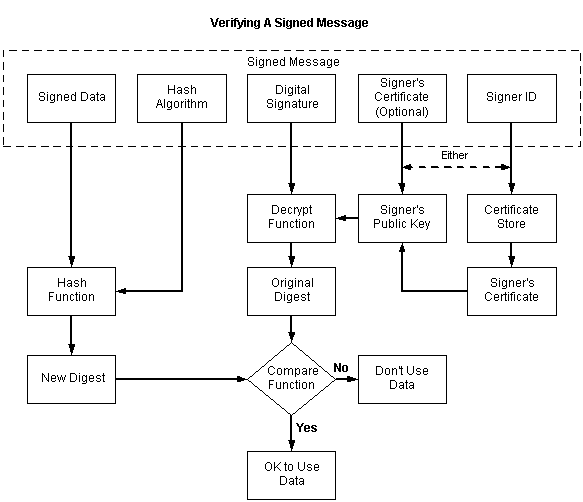 Verifying A Signed Message
Signed Message
Signed Data
Hash
Algorithm
Digital
Signature
Signer's
Certificate
(Optional)
Signer ID
Either
Decrypt
Function
Signer's
Public Key
Certificate
Store
Hash
Function
Original
Digest
Signer's
Certificate
New Digest
Compare
Function
No
Don't Use
Data
Yes
OK to Use
Data